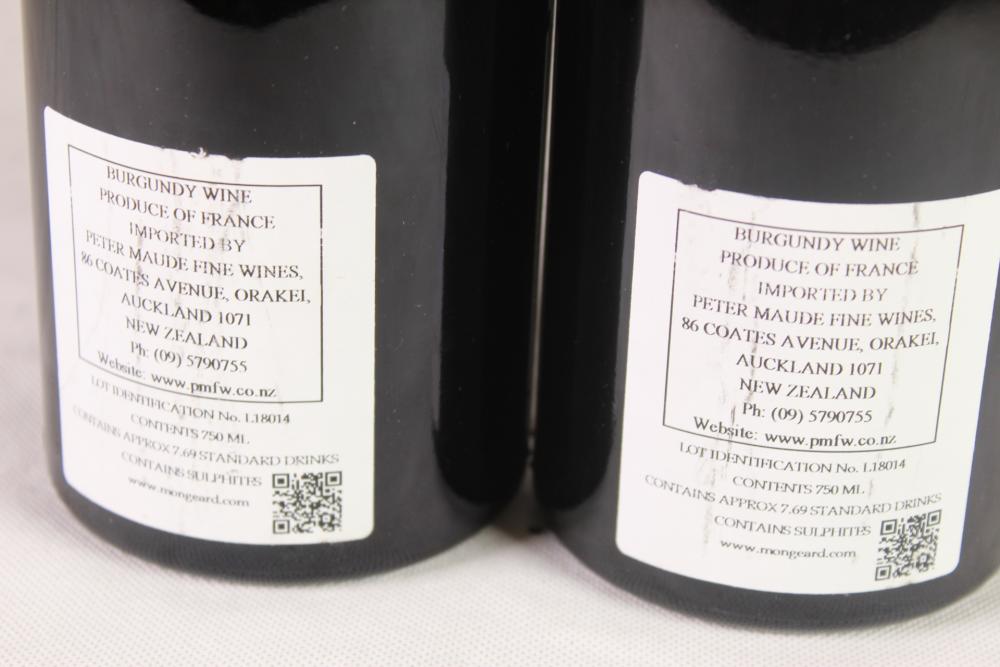 BURGUNDY WINE
PRODUCE OF FRANCE
IMPORTED BY
PETER MAUDE FINE WINES,
86 COATES AVENUE, ORAKEI,
AUCKLAND 1071
NEW ZEALAND
Ph: (09) 5790755
Website: www.pmfw.co.nz
LOT IDENTIFICATION No. L18014
CONTENTS 750 ML
CONTAINS APPROX 7.69 STANDARD DRINKS
CONTAINS SULPHITES
www.mongeard.com
BURGUNDY WINE
PRODUCE OF FRANCE
IMPORTED BY
PETER MAUDE FINE WINES,
86 COATES AVENUE, ORAKEI,
AUCKLAND 1071
NEW ZEALAND
Ph: (09) 5790755
Website: www.pmfw.co.nz
LOT IDENTIFICATION No. L18014
CONTENTS 750 ML
CONTAINS APPROX 7.69 STANDARD DRINKS
CONTAINS SULPHITES
www.mongeard.com